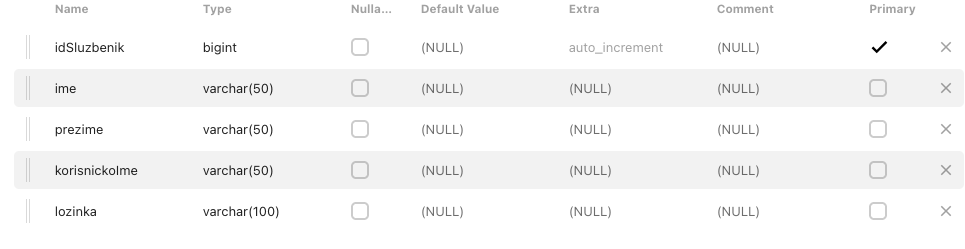 Name Type Nulla... Default Value Extra Comment Primary
idSluzbenik bigint (NULL) auto_increment (NULL)
ime varchar(50) (NULL) (NULL) (NULL)
prezime varchar(50) (NULL) (NULL) (NULL)
korisnickoIme varchar(50) (NULL) (NULL) (NULL)
lozinka varchar(100) (NULL) (NULL) (NULL)